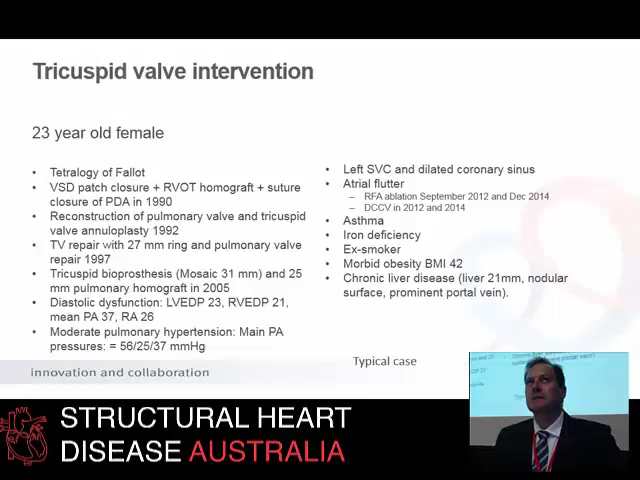 Tricuspid valve intervention
23 year old female
• Tetralogy of Fallot
• VSD patch closure + RVOT homograft + suture
closure of PDA in 1990
• Reconstruction of pulmonary valve and tricuspid
valve annuloplasty 1992
• TV repair with 27 mm ring and pulmonary valve
repair 1997
• Tricuspid bioprosthesis (Mosaic 31 mm) and 25
mm pulmonary homograft in 2005
• Diastolic dysfunction: LVEDP 23, RVEDP 21,
mean PA 37, RA 26
• Moderate pulmonary hypertension: Main PA
pressures: = 56/25/37 mmHg
• Left SVC and dilated coronary sinus
• Atrial flutter
– RFA ablation September 2012 and Dec 2014
– DCCV in 2012 and 2014
• Asthma
• Iron deficiency
• Ex-smoker
• Morbid obesity BMI 42
• Chronic liver disease (liver 21mm, nodular
surface, prominent portal vein).
Typical case
innovation and collaboration
STRUCTURAL HEART
DISEASE AUSTRALIA